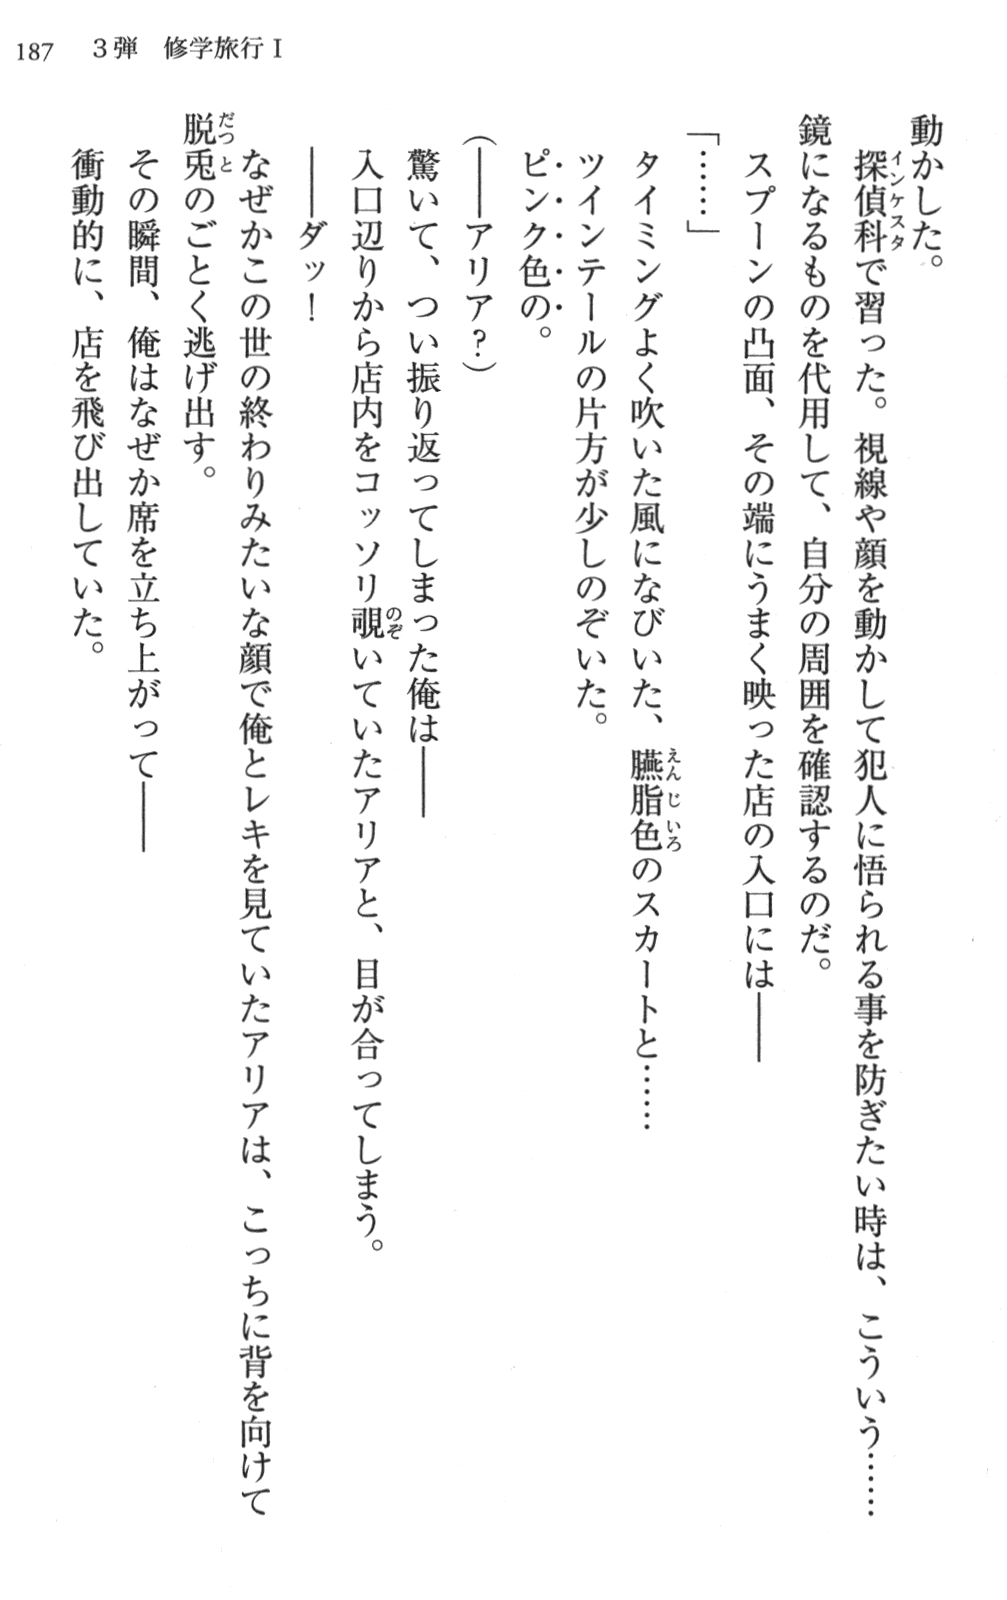 187　３弾　修学旅行Ⅰ
動かした。
　探偵科で習った。視線や顔を動かして犯人に悟られる事を防ぎたい時は、こういう……
鏡になるものを代用して、自分の周囲を確認するのだ。
　スプーンの凸面、その端にうまく映った店の入口には――
「……」
　タイミングよく吹いた風になびいた、臙脂色のスカートと……
　ツインテールの片方が少しのぞいた。
　ピンク色の。
（――アリア？）
　驚いて、つい振り返ってしまった俺は――
　入口辺りから店内をコッソリ覗いていたアリアと、目が合ってしまう。
　――ダッ！
　なぜかこの世の終わりみたいな顔で俺とレキを見ていたアリアは、こっちに背を向けて
脱兎のごとく逃げ出す。
　その瞬間、俺はなぜか席を立ち上がって――
　衝動的に、店を飛び出していた。